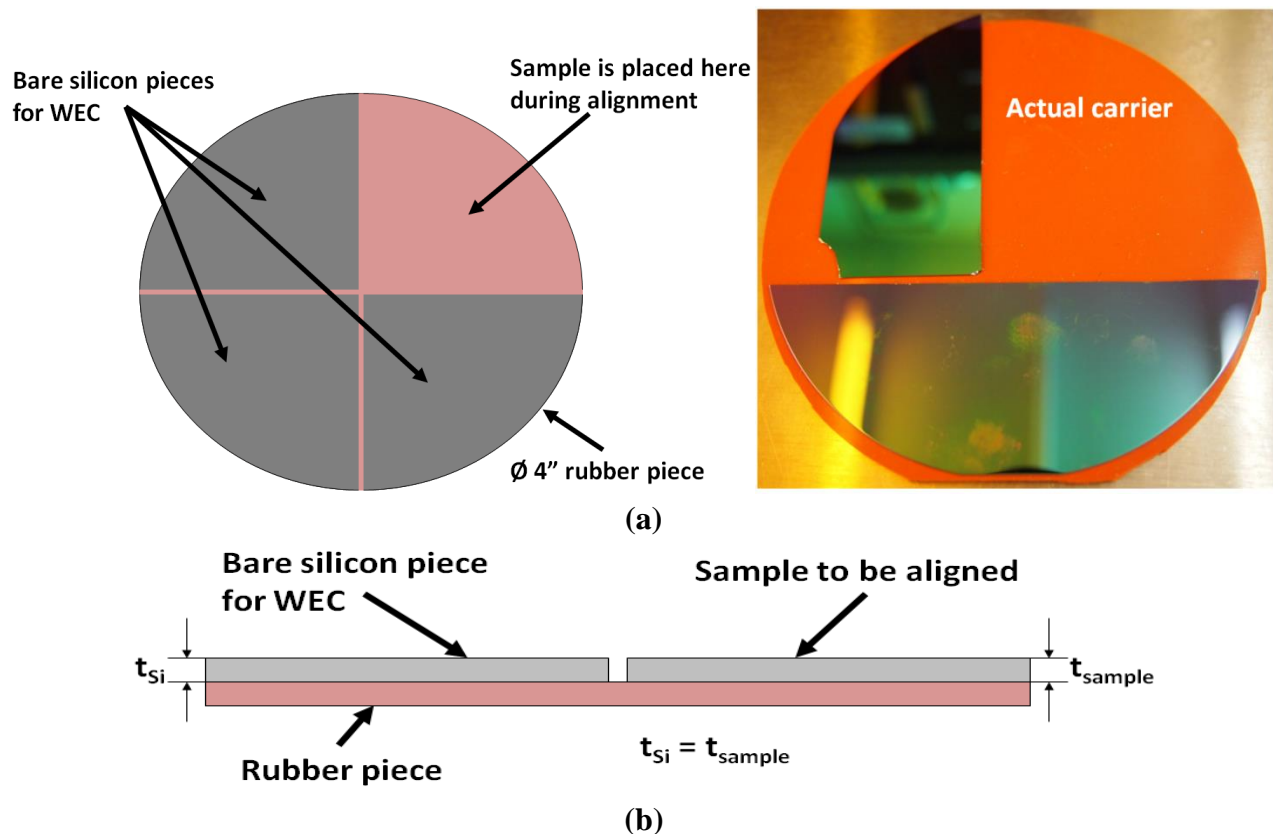 Bare silicon pieces
for WEC
Sample is placed here
during alignment
Actual carrier
Ø 4” rubber piece
(a)
Bare silicon piece
for WEC
Sample to be aligned
tSi
tsample
Rubber piece
tSi = tsample
(b)